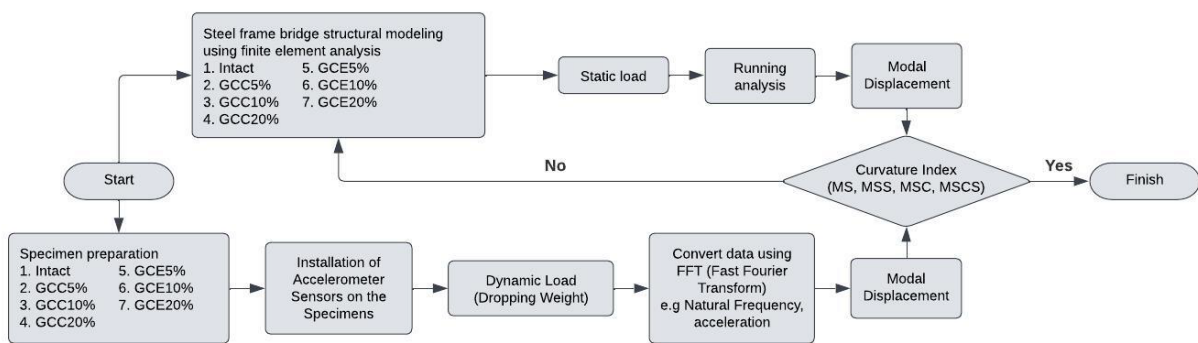 Steel frame bridge structural modeling
using finite element analysis
1. Intact 5. GCE5%
2. GCC5% 6. GCE10%
3. GCC10% 7. GCE20%
4. GCC20%
Static load
Running
analysis
Modal
Displacement
Start
No
Curvature Index
(MS, MSS, MSC, MSCS)
Yes
Finish
Specimen preparation
1. Intact 5. GCE5%
2. GCC5% 6. GCE10%
3. GCC10% 7. GCE20%
4. GCC20%
Installation of
Accelerometer
Sensors on the
Specimens
Dynamic Load
(Dropping Weight)
Convert data using
FFT (Fast Fourier
Transform)
e.g Natural Frequency,
acceleration
Modal
Displacement